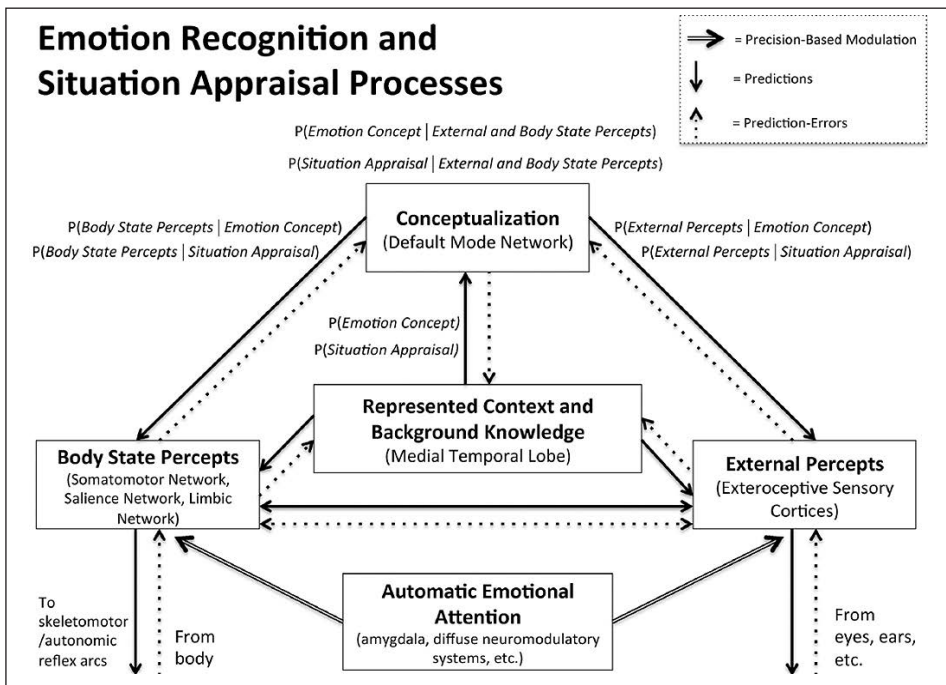 Emotion Recognition and
Situation Appraisal Processes
= Precision-Based Modulation
= Predictions
= Prediction-Errors
P(Emotion Concept | External and Body State Percepts)
P(Situation Appraisal | External and Body State Percepts)
Conceptualization
(Default Mode Network)
P(Body State Percepts | Emotion Concept)
P(Body State Percepts | Situation Appraisal)
P(External Percepts | Emotion Concept)
P(External Percepts | Situation Appraisal)
P(Emotion Concept)
P(Situation Appraisal)
Represented Context and
Background Knowledge
(Medial Temporal Lobe)
Body State Percepts
(Somatomotor Network,
Salience Network, Limbic
Network)
External Percepts
(Exteroceptive Sensory
Cortices)
Automatic Emotional
Attention
(amygdala, diffuse neuromodulatory
systems, etc.)
To
skeletomotor
/autonomic
reflex arcs
From
body
From
eyes, ears,
etc.